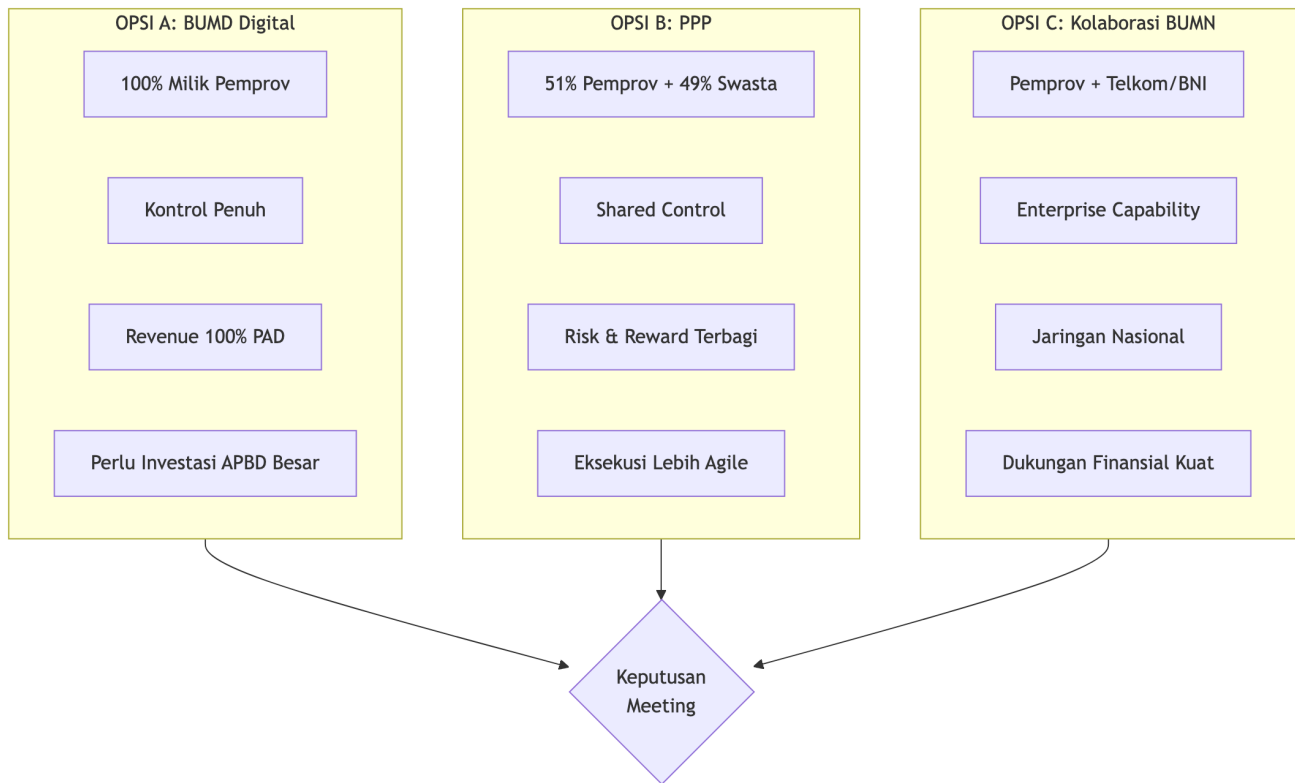 OPSI A: BUMD Digital
100% Milik Pemprov
Kontrol Penuh
Revenue 100% PAD
Perlu Investasi APBD Besar
OPSI B: PPP
51% Pemprov + 49% Swasta
Shared Control
Risk & Reward Terbagi
Eksekusi Lebih Agile
OPSI C: Kolaborasi BUMN
Pemprov + Telkom/BNI
Enterprise Capability
Jaringan Nasional
Dukungan Finansial Kuat
Keputusan
Meeting